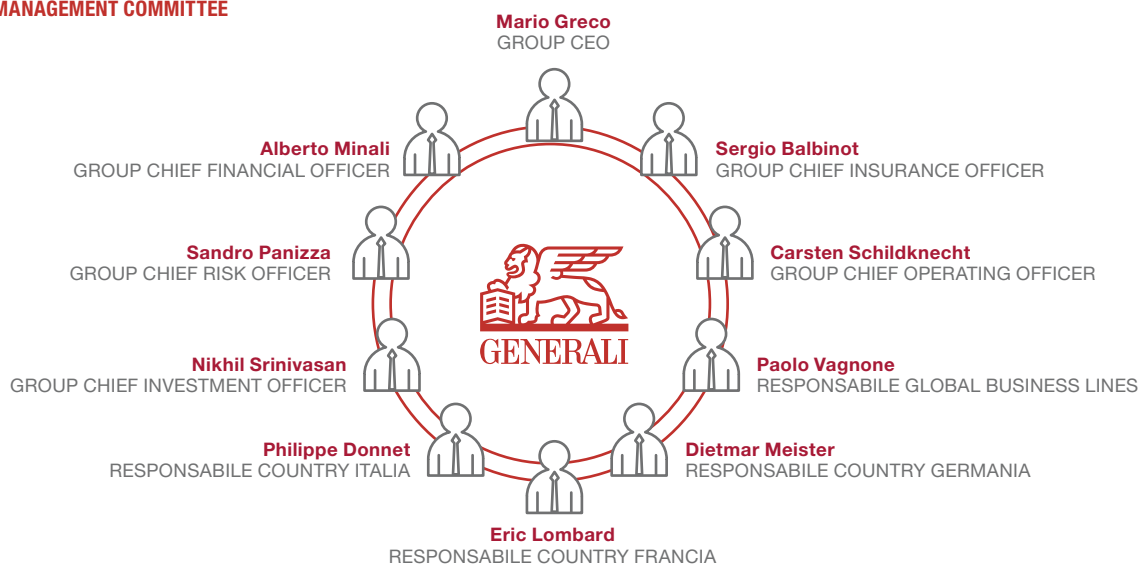 MANAGEMENT COMMITTEE
Mario Greco
GROUP CEO
Alberto Minali
GROUP CHIEF FINANCIAL OFFICER
Sergio Balbinot
GROUP CHIEF INSURANCE OFFICER
Sandro Panizza
GROUP CHIEF RISK OFFICER
Carsten Schildknecht
GROUP CHIEF OPERATING OFFICER
GENERALI
Nikhil Srinivasan
GROUP CHIEF INVESTMENT OFFICER
Paolo Vagnone
RESPONSABILE GLOBAL BUSINESS LINES
Philippe Donnet
RESPONSABILE COUNTRY ITALIA
Dietmar Meister
RESPONSABILE COUNTRY GERMANIA
Eric Lombard
RESPONSABILE COUNTRY FRANCIA